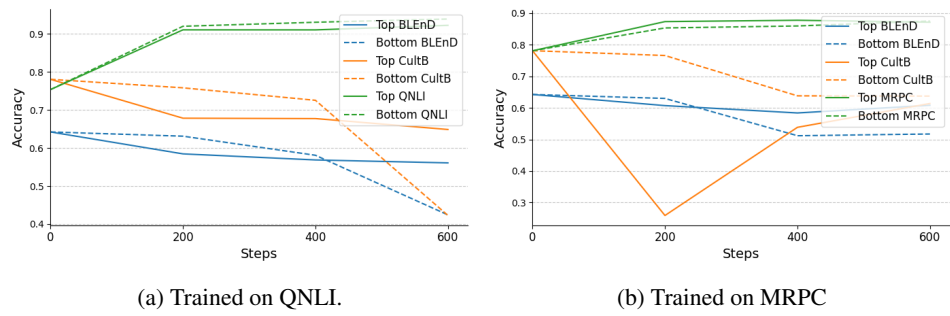 Top BLEnD
Bottom BLEnD
Top CultB
Bottom CultB
Top QNLI
Bottom QNLI
0.9
0.8
0.7
0.6
0.5
0.4
Accuracy
0
200
400
600
Steps
(a) Trained on QNLI.
Top BLEnD
Bottom BLEnD
Top CultB
Bottom CultB
Top MRPC
Bottom MRPC
0.9
0.8
0.7
0.6
0.5
0.4
0.3
Accuracy
0
200
400
600
Steps
(b) Trained on MRPC